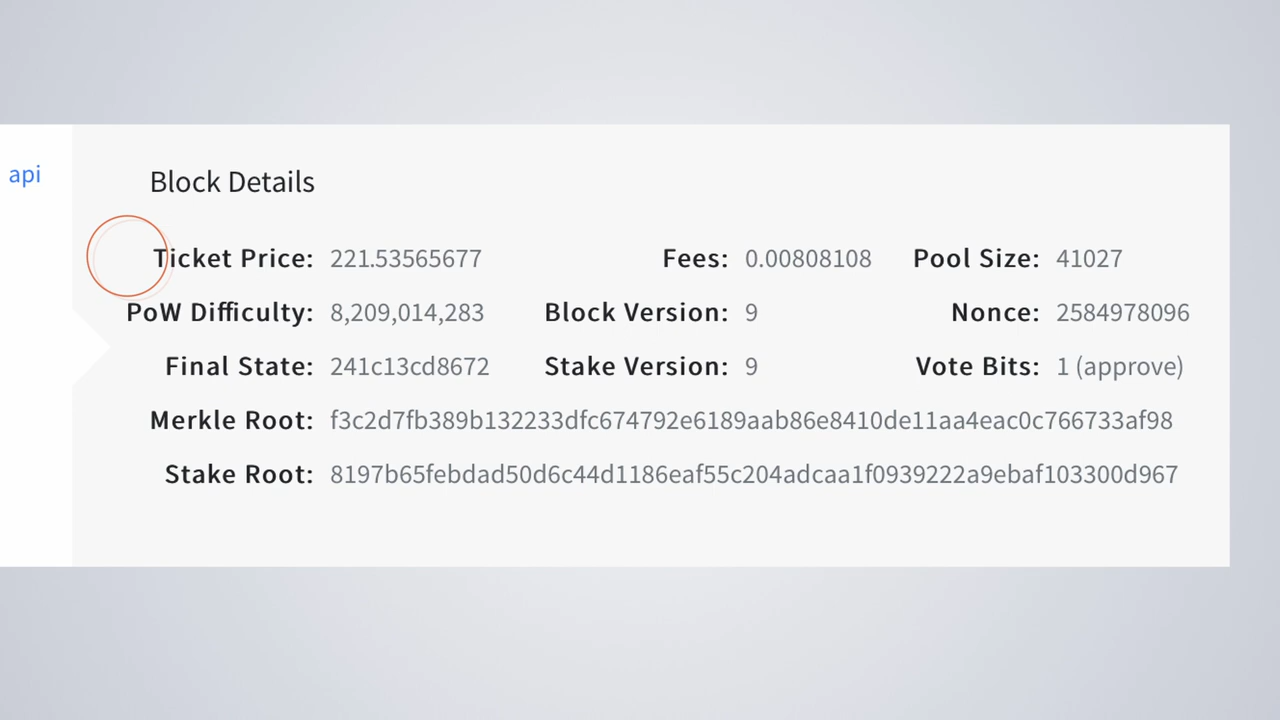 api
Block Details
Ticket Price: 221.53565677 Fees: 0.00808108 Pool Size: 41027
PoW Difficulty: 8,209,014,283 Block Version: 9 Nonce: 2584978096
Final State: 241c13cd8672 Stake Version: 9 Vote Bits: 1 (approve)
Merkle Root: f3c2d7fb389b132233dfc674792e6189aab86e8410de11aa4eac0c766733af98
Stake Root: 8197b65febdad50d6c44d1186eaf55c204adcaa1f0939222a9ebaf103300d967